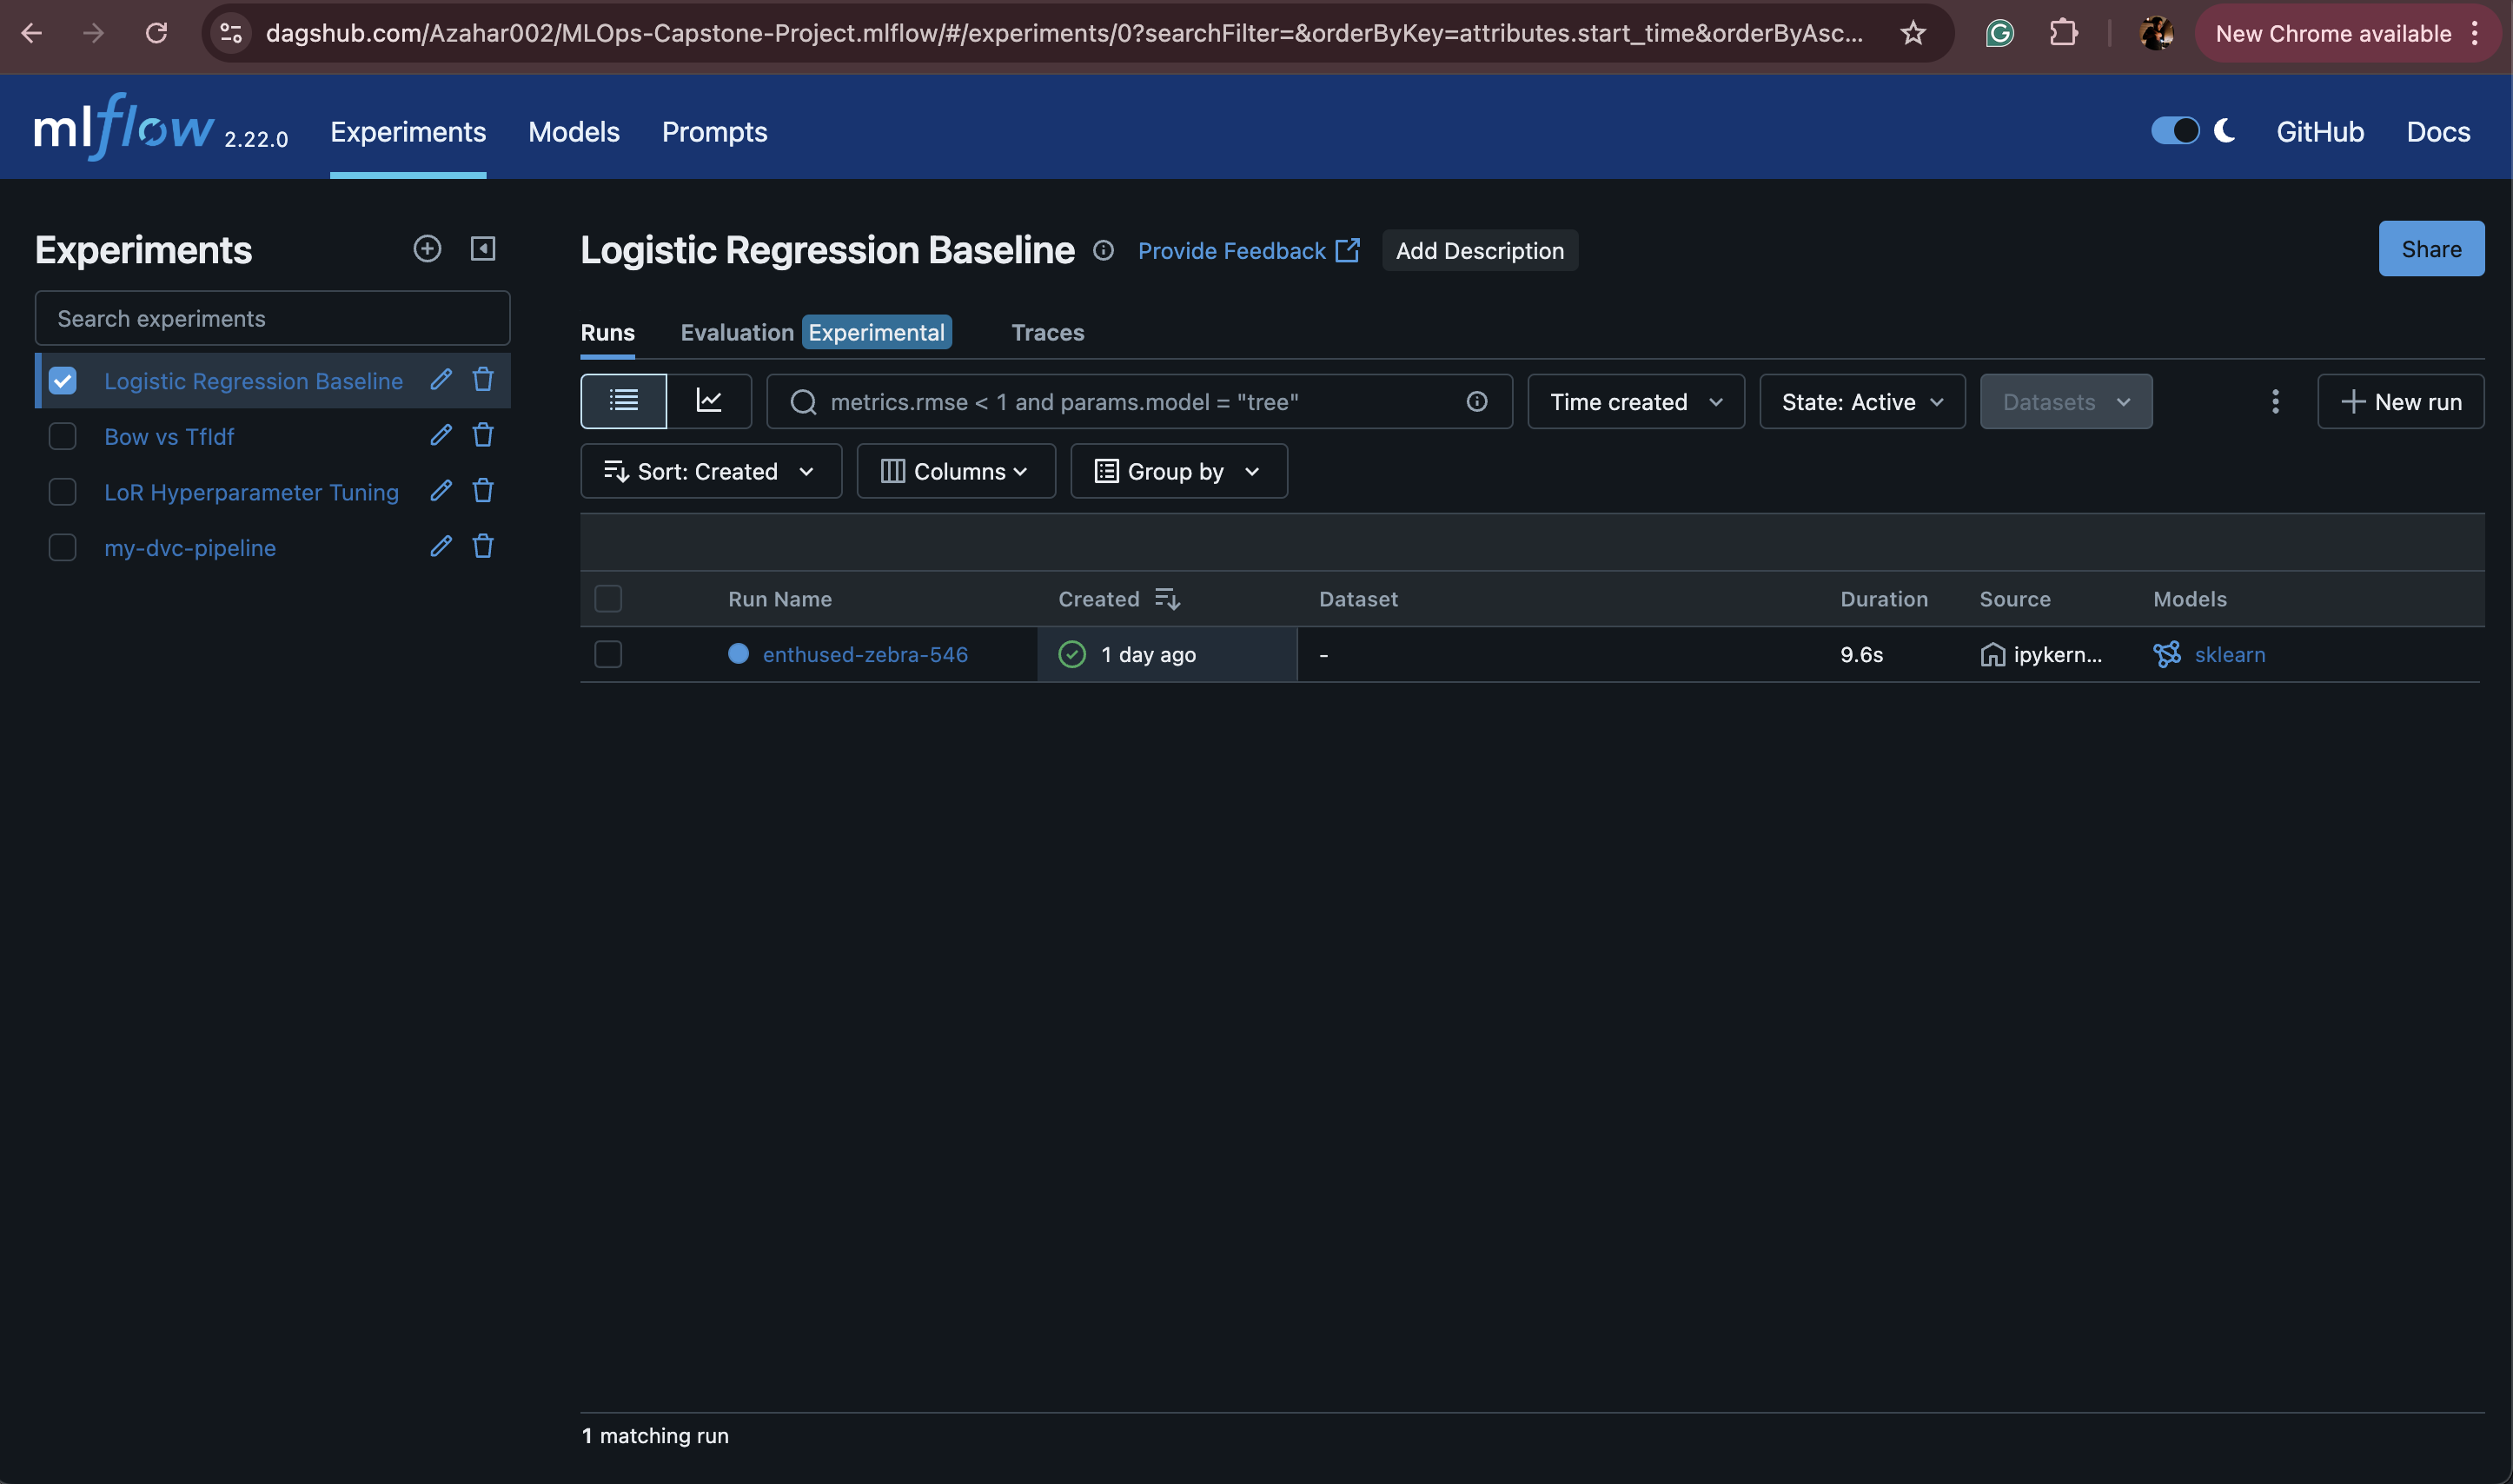 dagshub.com/Azahar002/MLOps-Capstone-Project.mlflow/#/experiments/0?searchFilter=&orderByKey=attributes.start_time&orderByAsc...
New Chrome available
mlflow 2.22.0
Experiments
Models
Prompts
GitHub
Docs
Experiments
Search experiments
Logistic Regression Baseline
Bow vs TfIdf
LoR Hyperparameter Tuning
my-dvc-pipeline
Logistic Regression Baseline
Provide Feedback
Add Description
Share
Runs
Evaluation Experimental
Traces
metrics.rmse < 1 and params.model = "tree"
Time created
State: Active
Datasets
New run
Sort: Created
Columns
Group by
Run Name Created Dataset Duration Source Models
enthused-zebra-546 1 day ago - 9.6s ipykern... sklearn
1 matching run